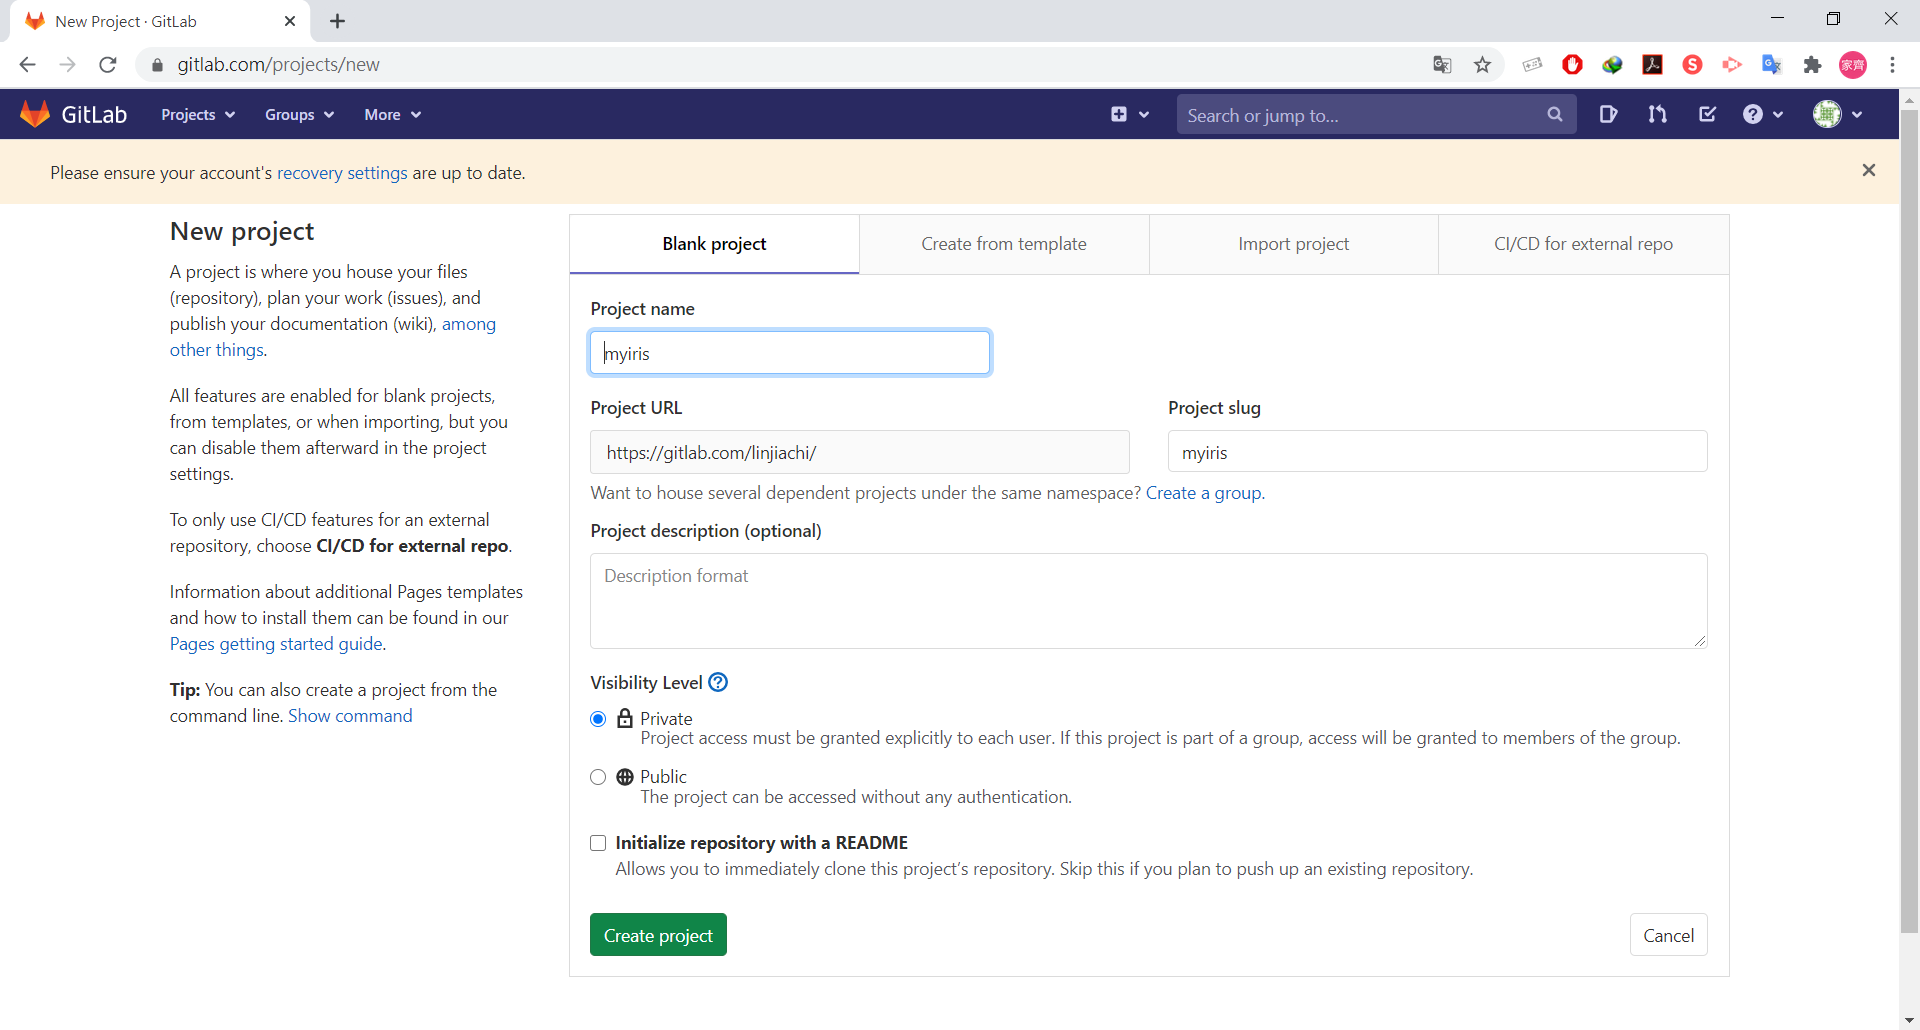 New Project · GitLab
gitlab.com/projects/new
家齊
GitLab
Projects
Groups
More
Search or jump to...
Please ensure your account's recovery settings are up to date.
New project
A project is where you house your files
(repository), plan your work (issues), and
publish your documentation (wiki), among
other things.
All features are enabled for blank projects,
from templates, or when importing, but you
can disable them afterward in the project
settings.
To only use CI/CD features for an external
repository, choose CI/CD for external repo.
Information about additional Pages templates
and how to install them can be found in our
Pages getting started guide.
Tip: You can also create a project from the
command line. Show command
Blank project
Create from template
Import project
CI/CD for external repo
Project name
myiris
Project URL
Project slug
https://gitlab.com/linjiachi/
myiris
Want to house several dependent projects under the same namespace? Create a group.
Project description (optional)
Description format
Visibility Level
Private
Project access must be granted explicitly to each user. If this project is part of a group, access will be granted to members of the group.
Public
The project can be accessed without any authentication.
Initialize repository with a README
Allows you to immediately clone this project’s repository. Skip this if you plan to push up an existing repository.
Create project
Cancel